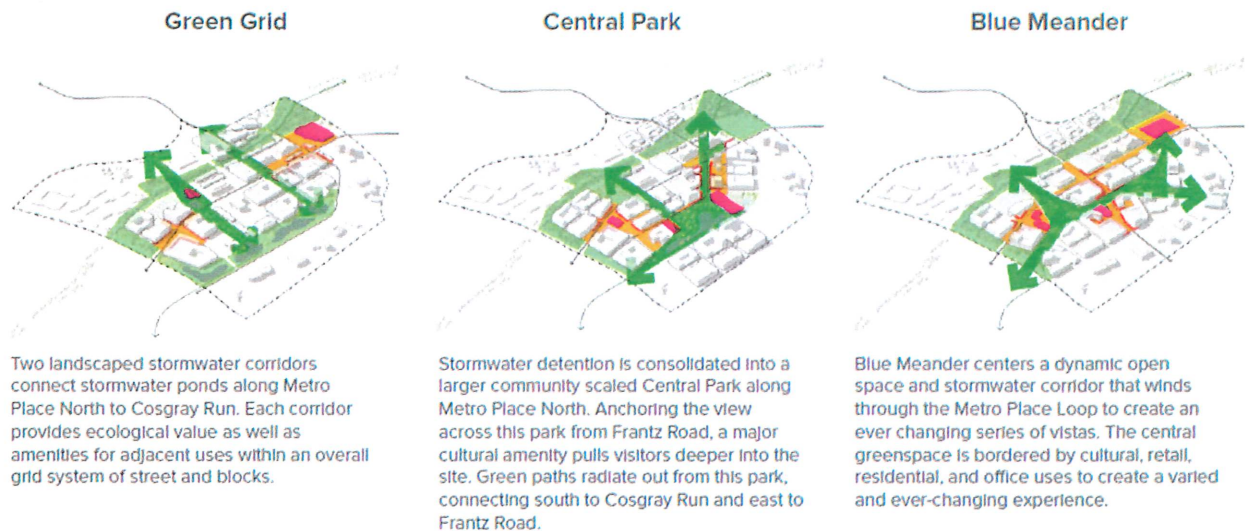 Green Grid
Two landscaped stormwater corridors
connect stormwater ponds along Metro
Place North to Cosgray Run. Each corridor
provides ecological value as well as
amenities for adjacent uses within an overall
grid system of street and blocks.
Central Park
Stormwater detention is consolidated into a
larger community scaled Central Park along
Metro Place North. Anchoring the view
across this park from Frantz Road, a major
cultural amenity pulls visitors deeper into the
site. Green paths radiate out from this park,
connecting south to Cosgray Run and east to
Frantz Road.
Blue Meander
Blue Meander centers a dynamic open
space and stormwater corridor that winds
through the Metro Place Loop to create an
ever changing series of vistas. The central
greenspace is bordered by cultural, retail,
residential, and office uses to create a varied
and ever-changing experience.